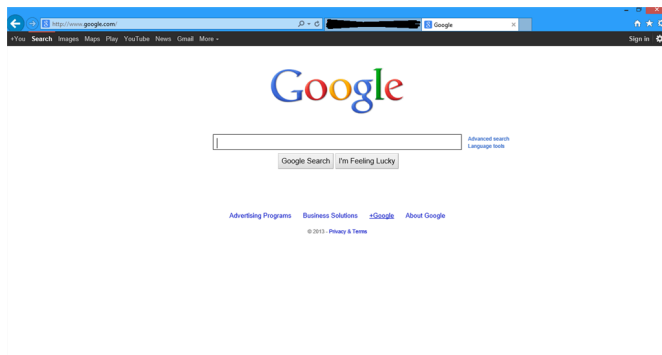 http://www.google.com/
Google
+You Search Images Maps Play YouTube News Gmail More
Sign in
Google
Advanced search
Language tools
Google Search I'm Feeling Lucky
Advertising Programs Business Solutions +Google About Google
© 2013 - Privacy & Terms